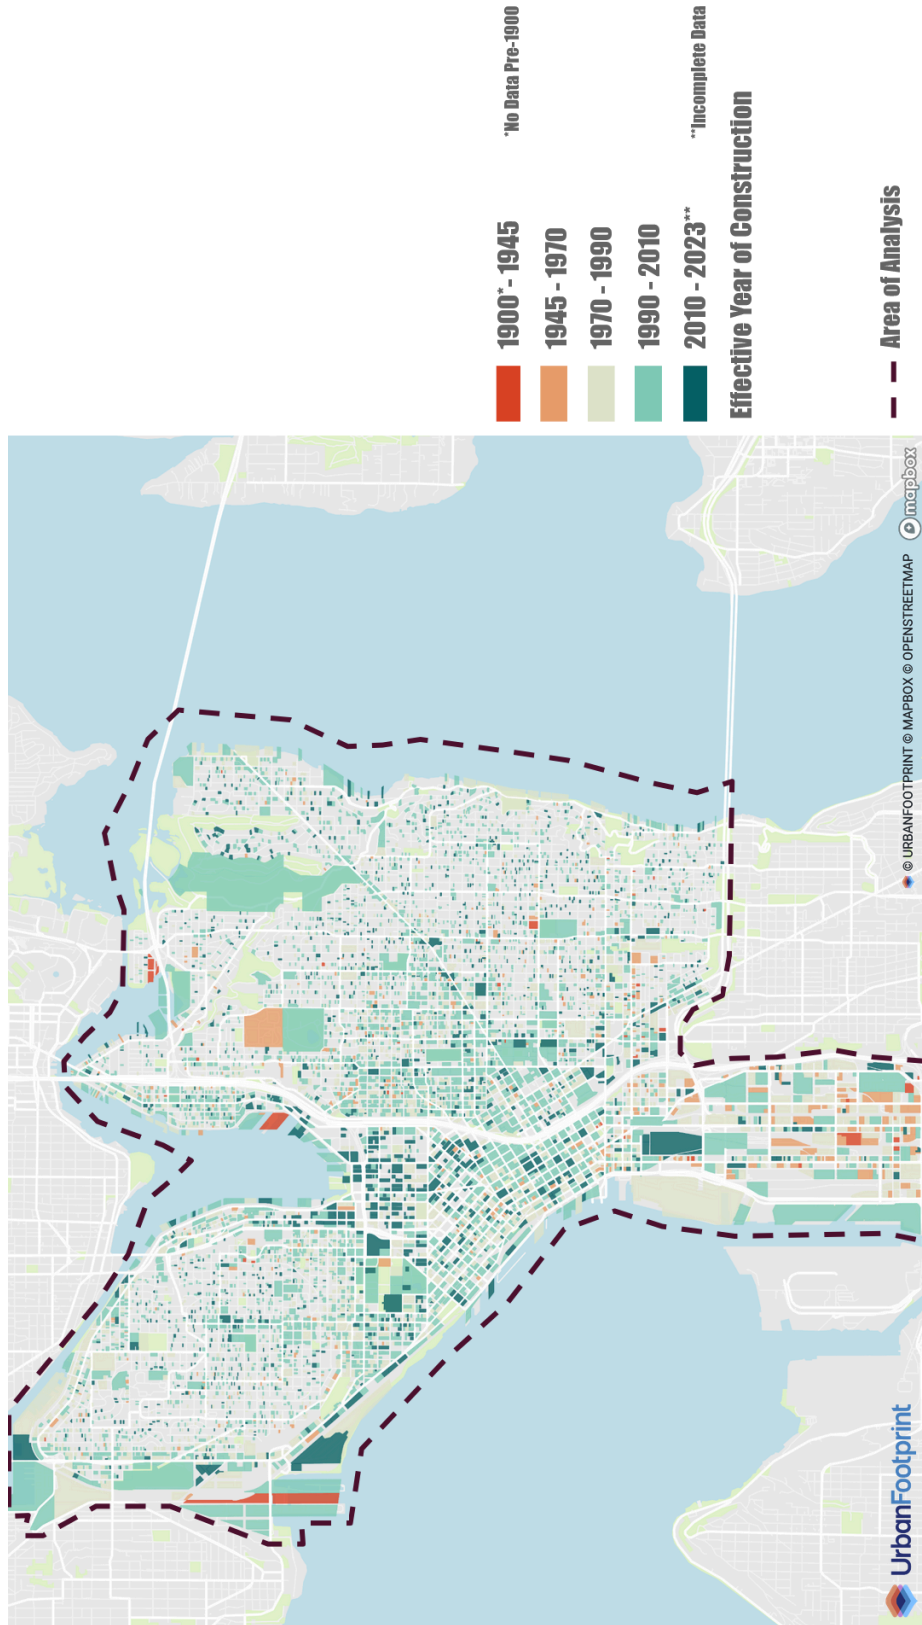 1900*- 1945
*No Data Pre-1900
1945 - 1970
1970 - 1990
1990 - 2010
2010 - 2023**
**Incomplete Data
Effective Year of Construction
Area of Analysis
UrbanFootprint
© URBANFOOTPRINT © MAPBOX © OPENSTREETMAP
mapbox